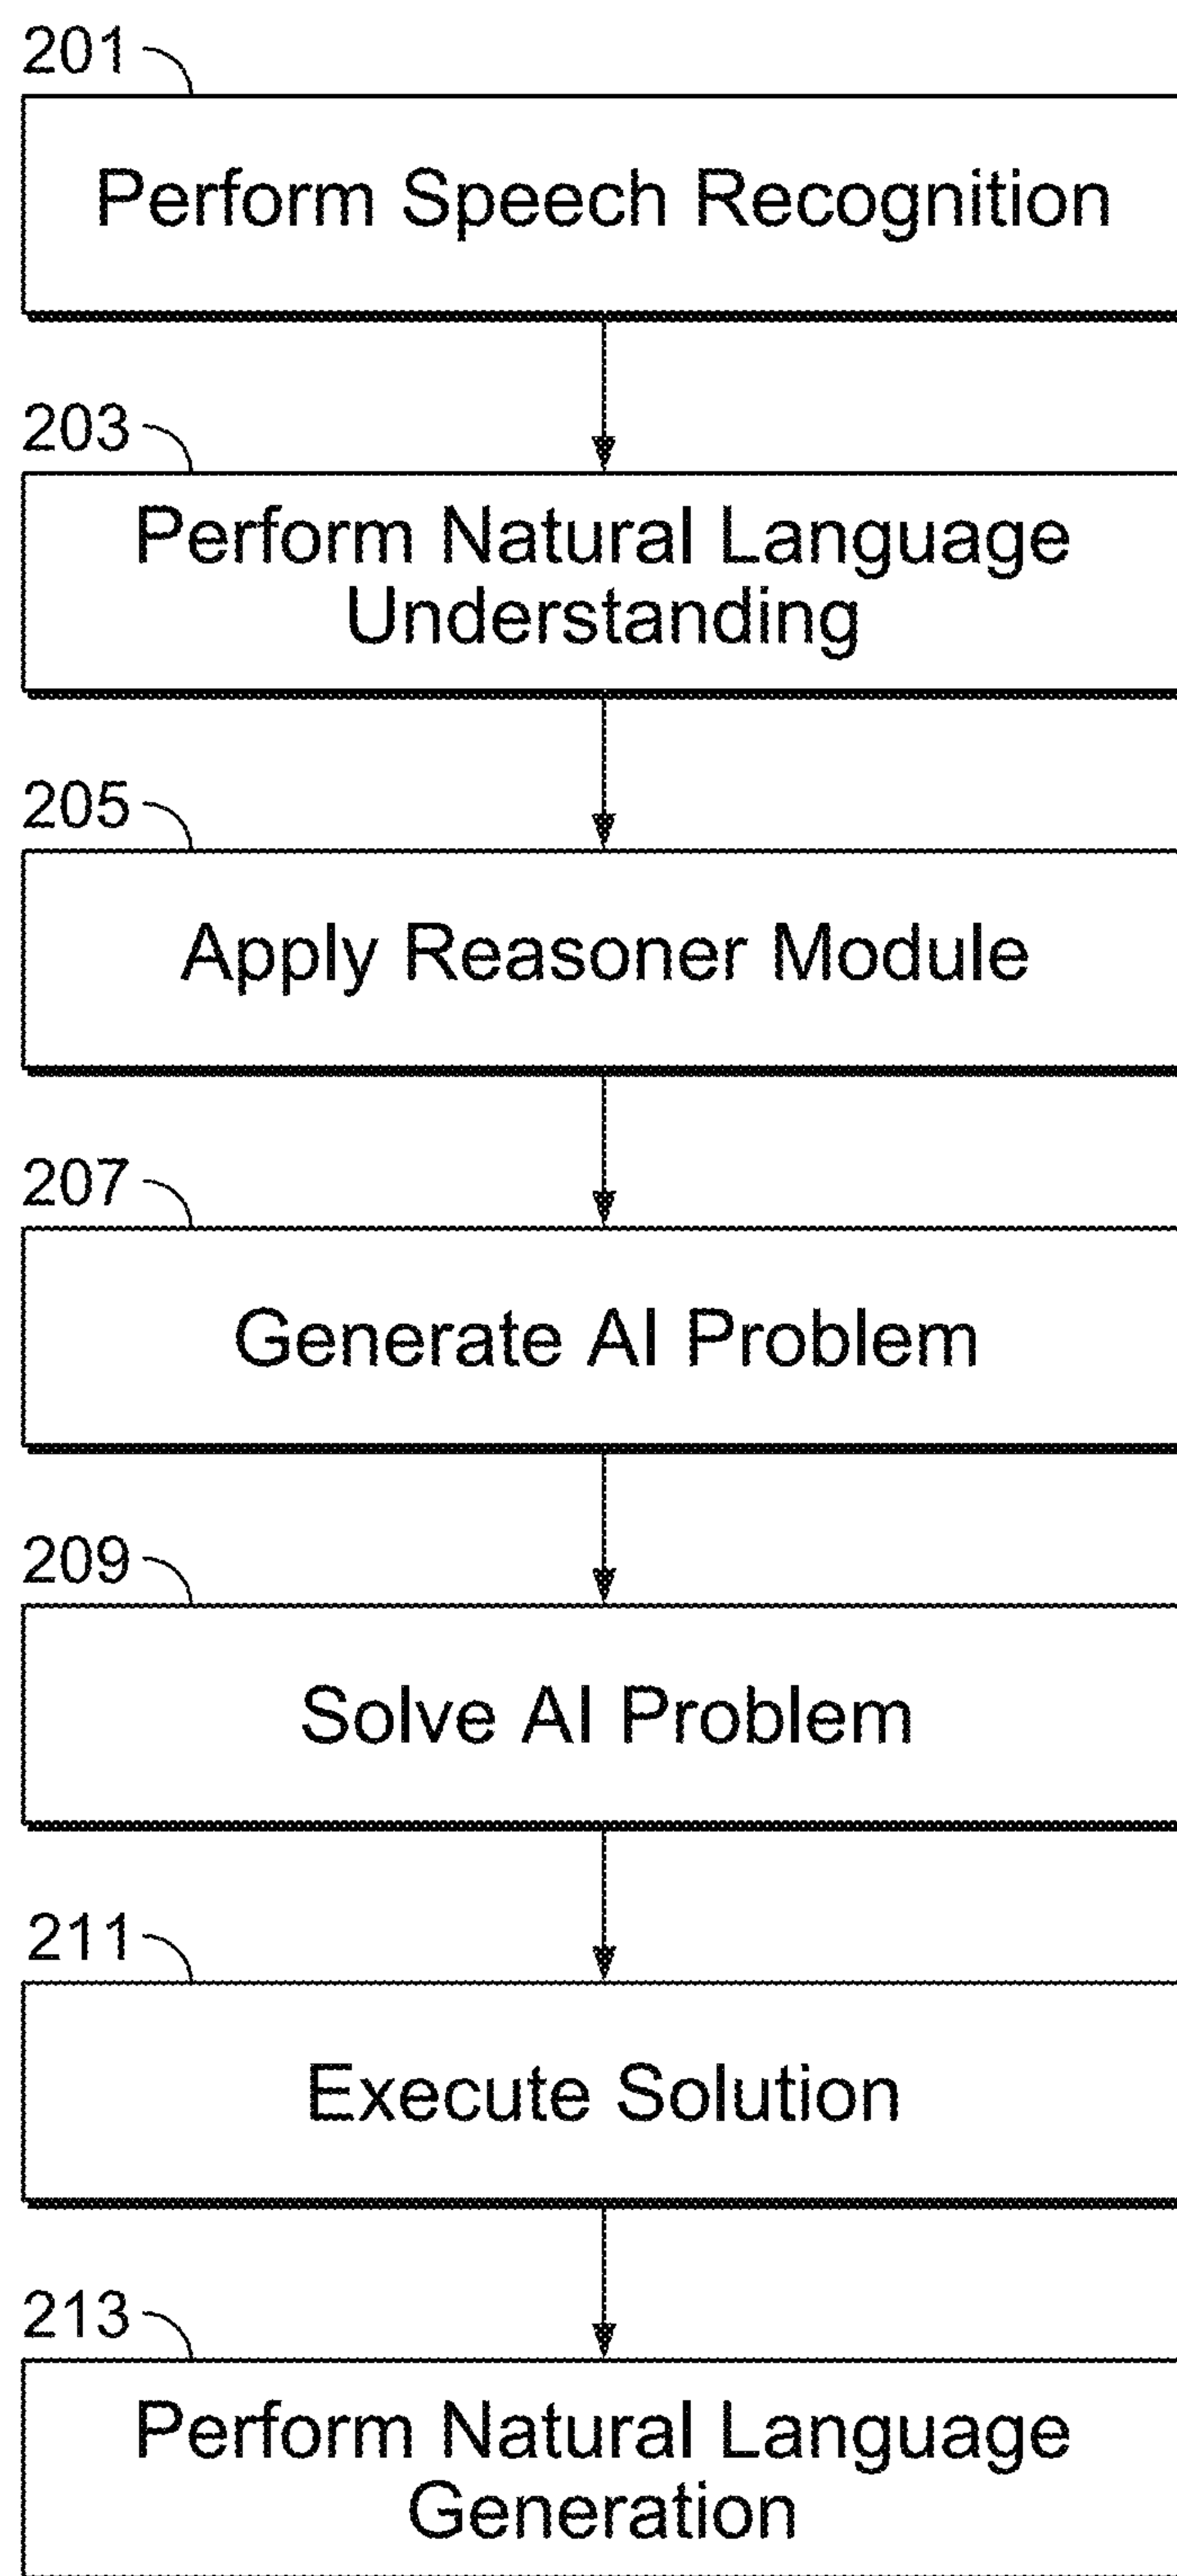 201
Perform Speech Recognition
203
Perform Natural Language
Understanding
205
Apply Reasoner Module
207
Generate AI Problem
209
Solve AI Problem
211
Execute Solution
213
Perform Natural Language
Generation